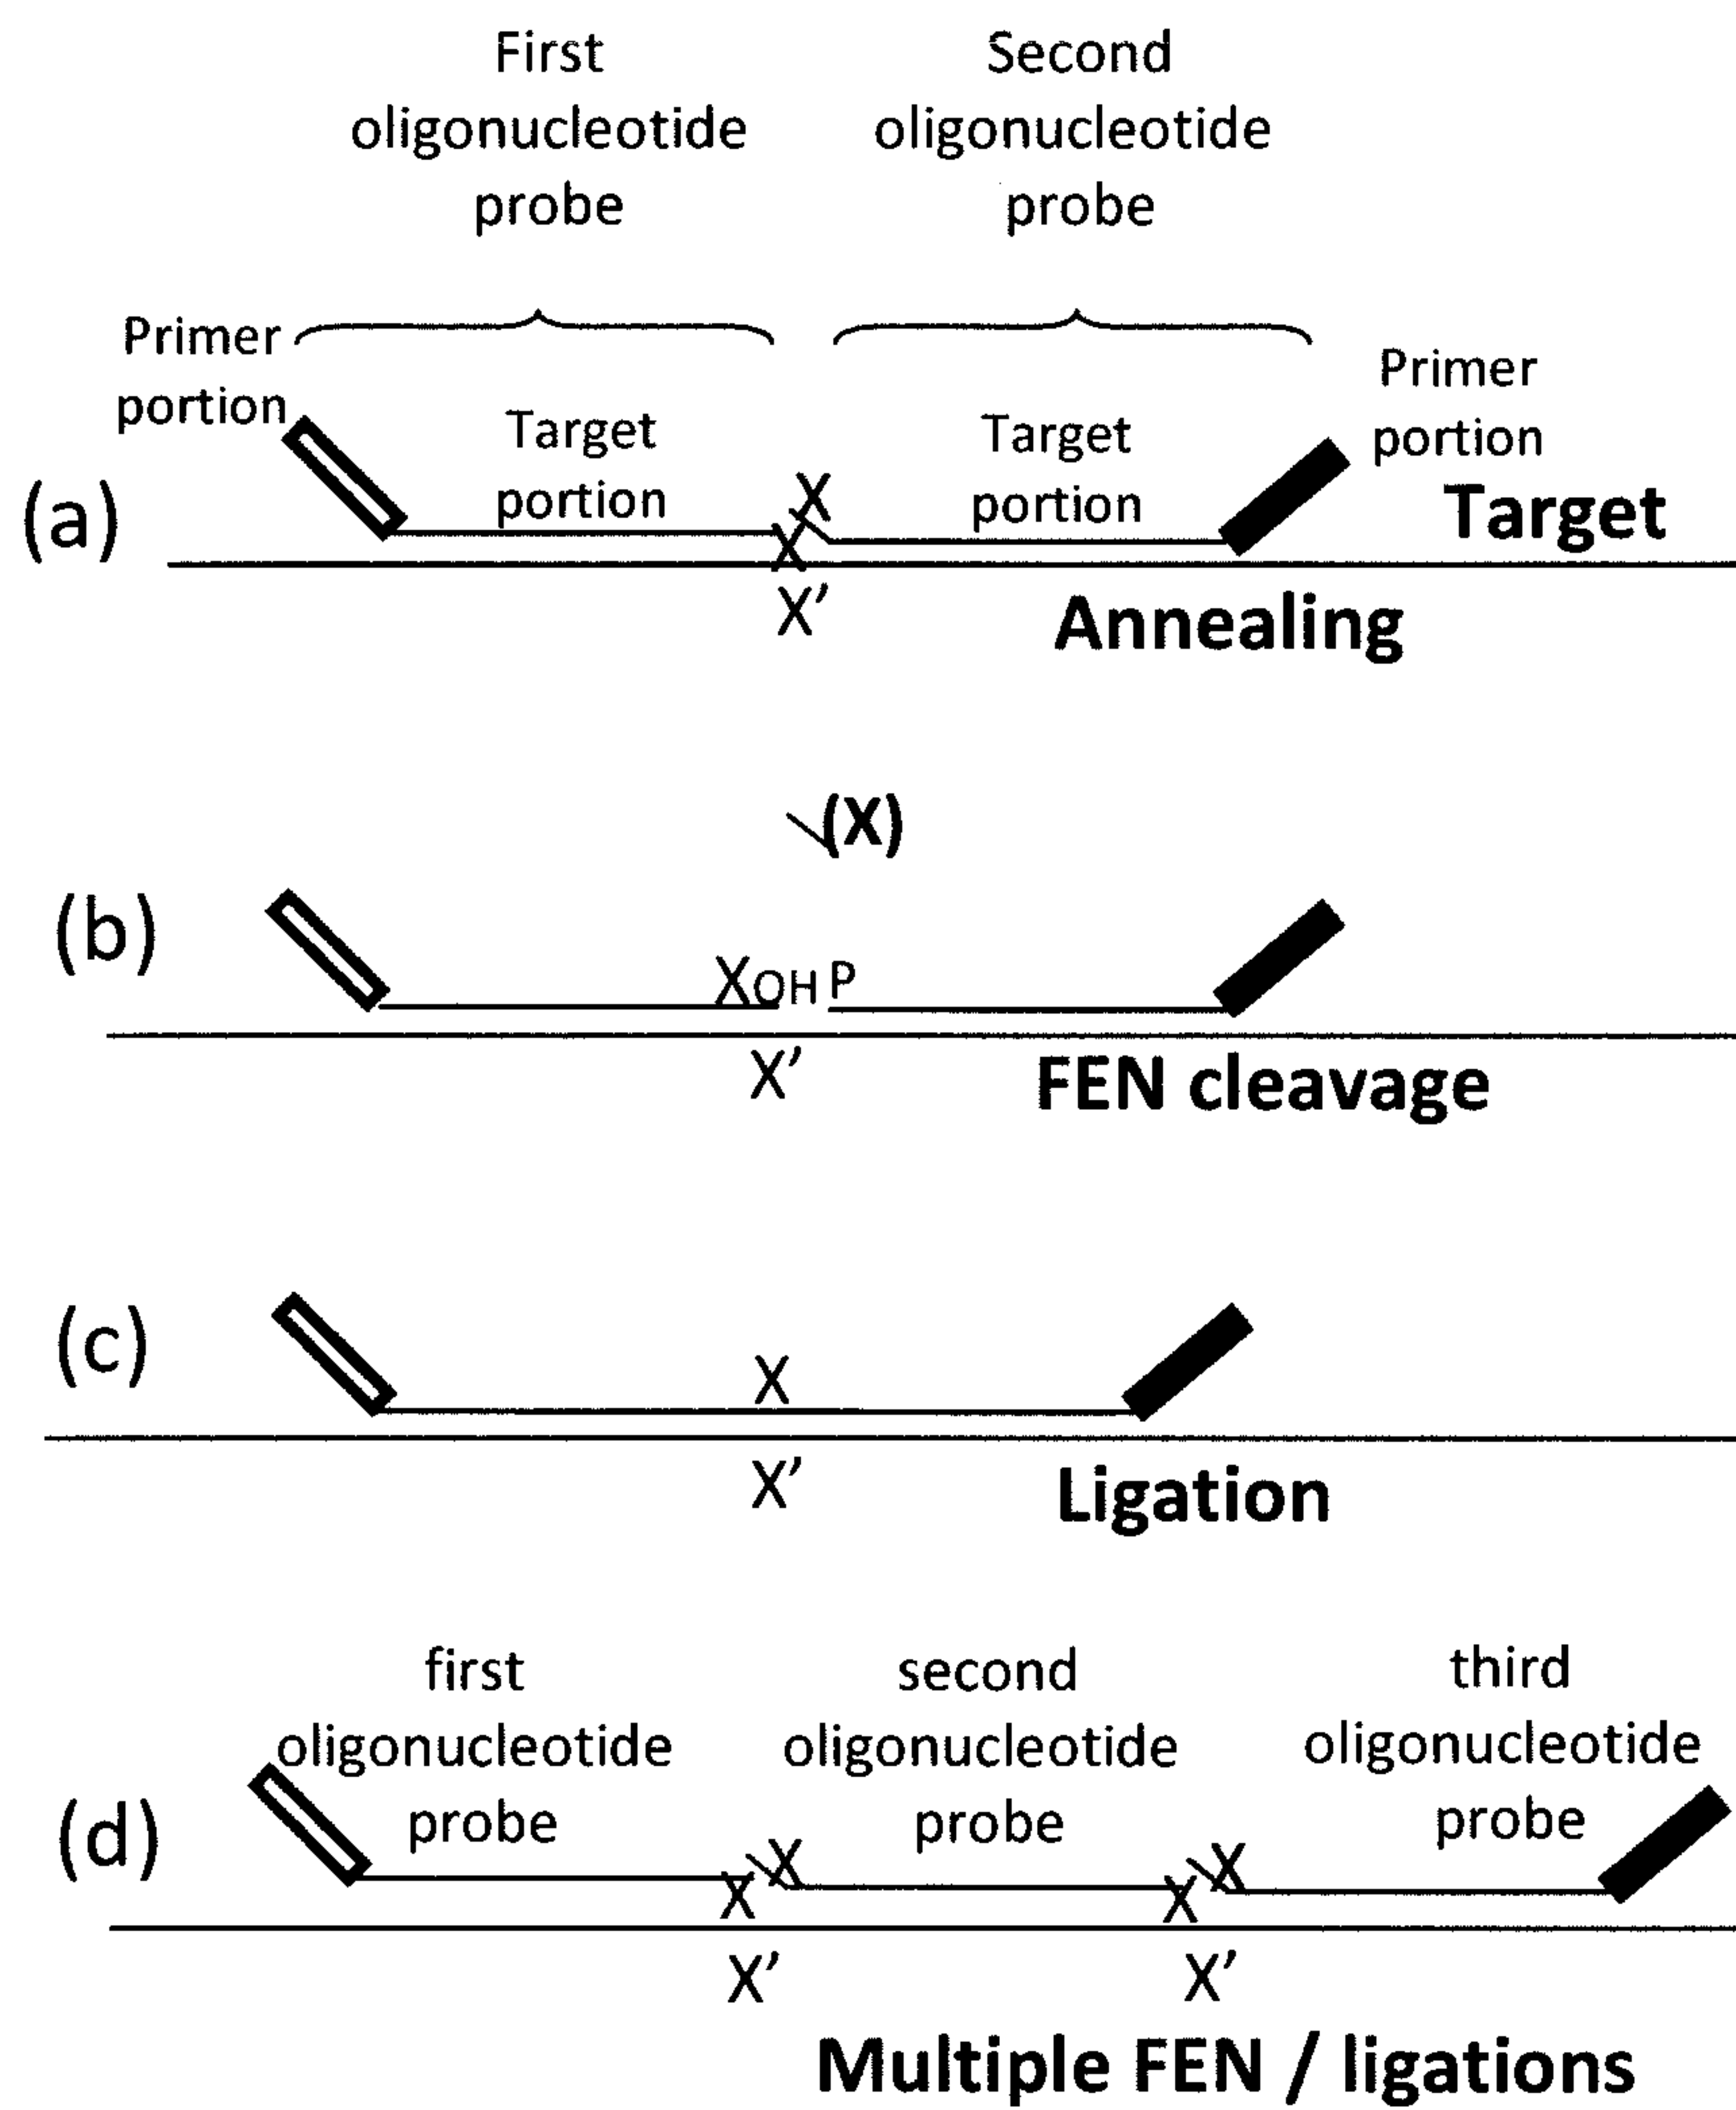 First
oligonucleotide
probe
Second
oligonucleotide
probe
Primer
portion
Target
portion
Target
portion
Primer
portion
(a)
X
X
Target
X'
Annealing
(X)
(b)
XOH P
X'
FEN cleavage
(c)
X
X'
Ligation
first
oligonucleotide
probe
second
oligonucleotide
probe
third
oligonucleotide
probe
(d)
X
X
X
X
X'
X'
Multiple FEN / ligations